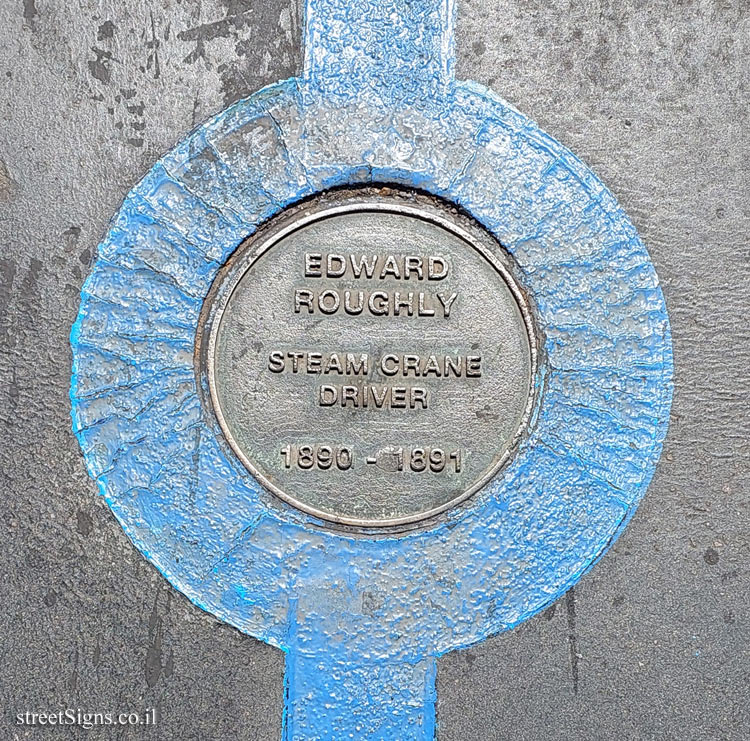 EDWARD
ROUGHLY
STEAM CRANE
DRIVER
1890 - 1891
streetSigns.co.il